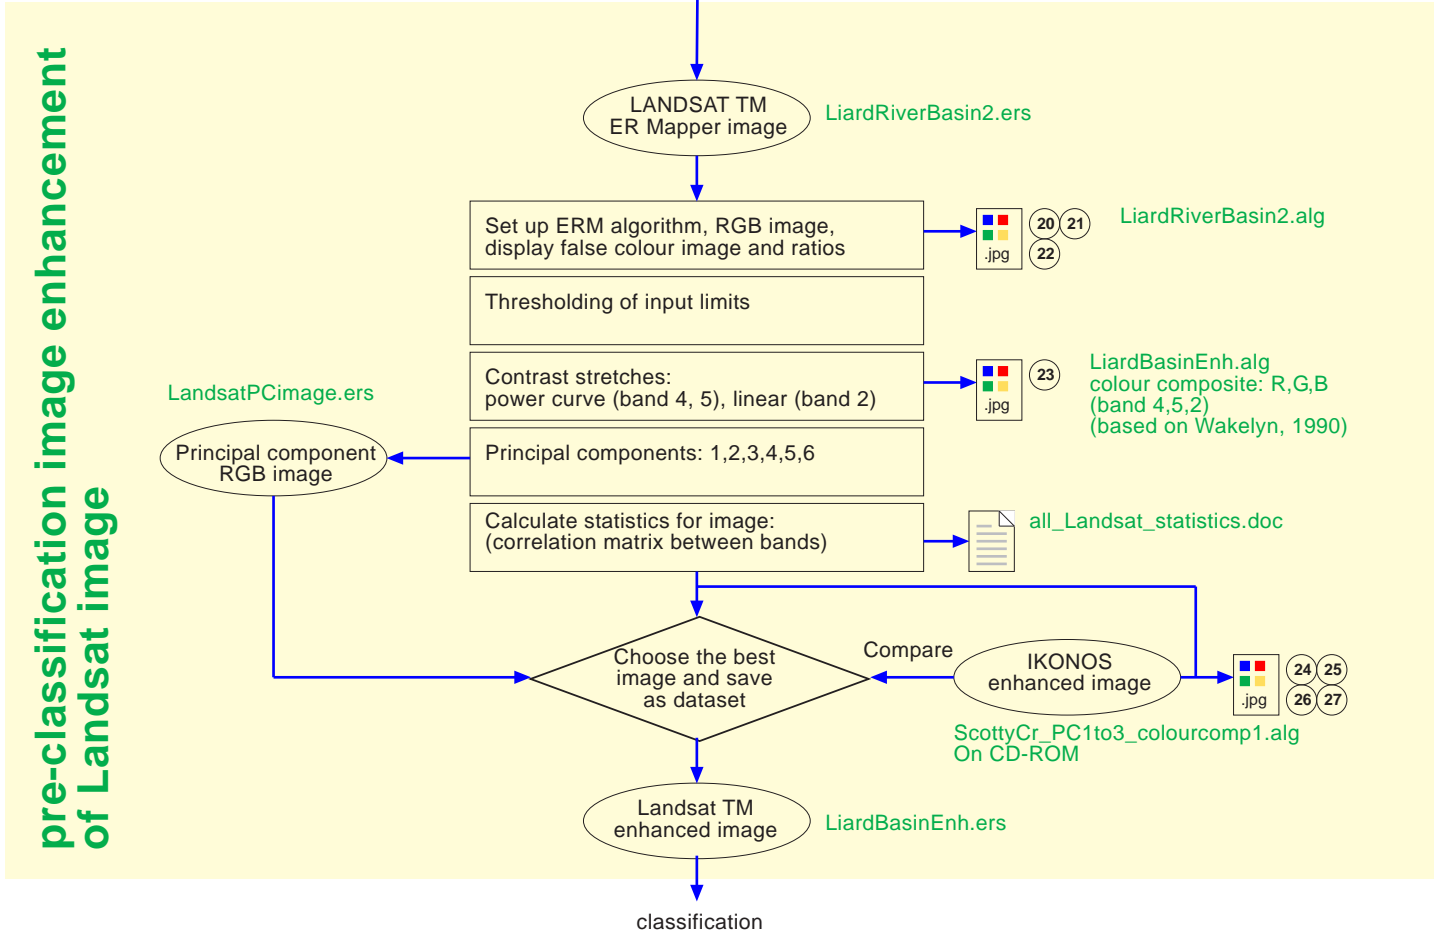 pre-classification image enhancement
of Landsat image
LANDSAT TM
ER Mapper image
LiardRiverBasin2.ers
Set up ERM algorithm, RGB image,
display false colour image and ratios
.jpg
20 21
22
LiardRiverBasin2.alg
Thresholding of input limits
Contrast stretches:
power curve (band 4, 5), linear (band 2)
.jpg
23
LiardBasinEnh.alg
colour composite: R,G,B
(band 4,5,2)
(based on Wakelyn, 1990)
LandsatPCimage.ers
Principal component
RGB image
Principal components: 1,2,3,4,5,6
Calculate statistics for image:
(correlation matrix between bands)
all_Landsat_statistics.doc
Choose the best
image and save
as dataset
Compare
IKONOS
enhanced image
.jpg
24 25
26 27
ScottyCr_PC1to3_colourcomp1.alg
On CD-ROM
Landsat TM
enhanced image
LiardBasinEnh.ers
classification